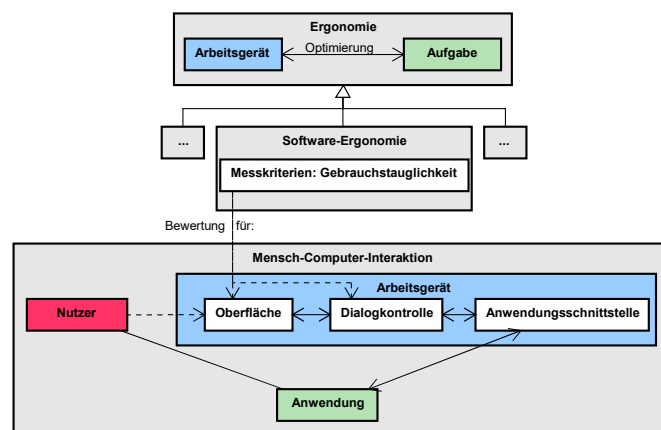 Ergonomie
Arbeitsgerät
Optimierung
Aufgabe
...
Software-Ergonomie
...
Messkriterien: Gebrauchstauglichkeit
Bewertung für:
Mensch-Computer-Interaktion
Arbeitsgerät
Nutzer
Oberfläche
Dialogkontrolle
Anwendungsschnittstelle
Anwendung